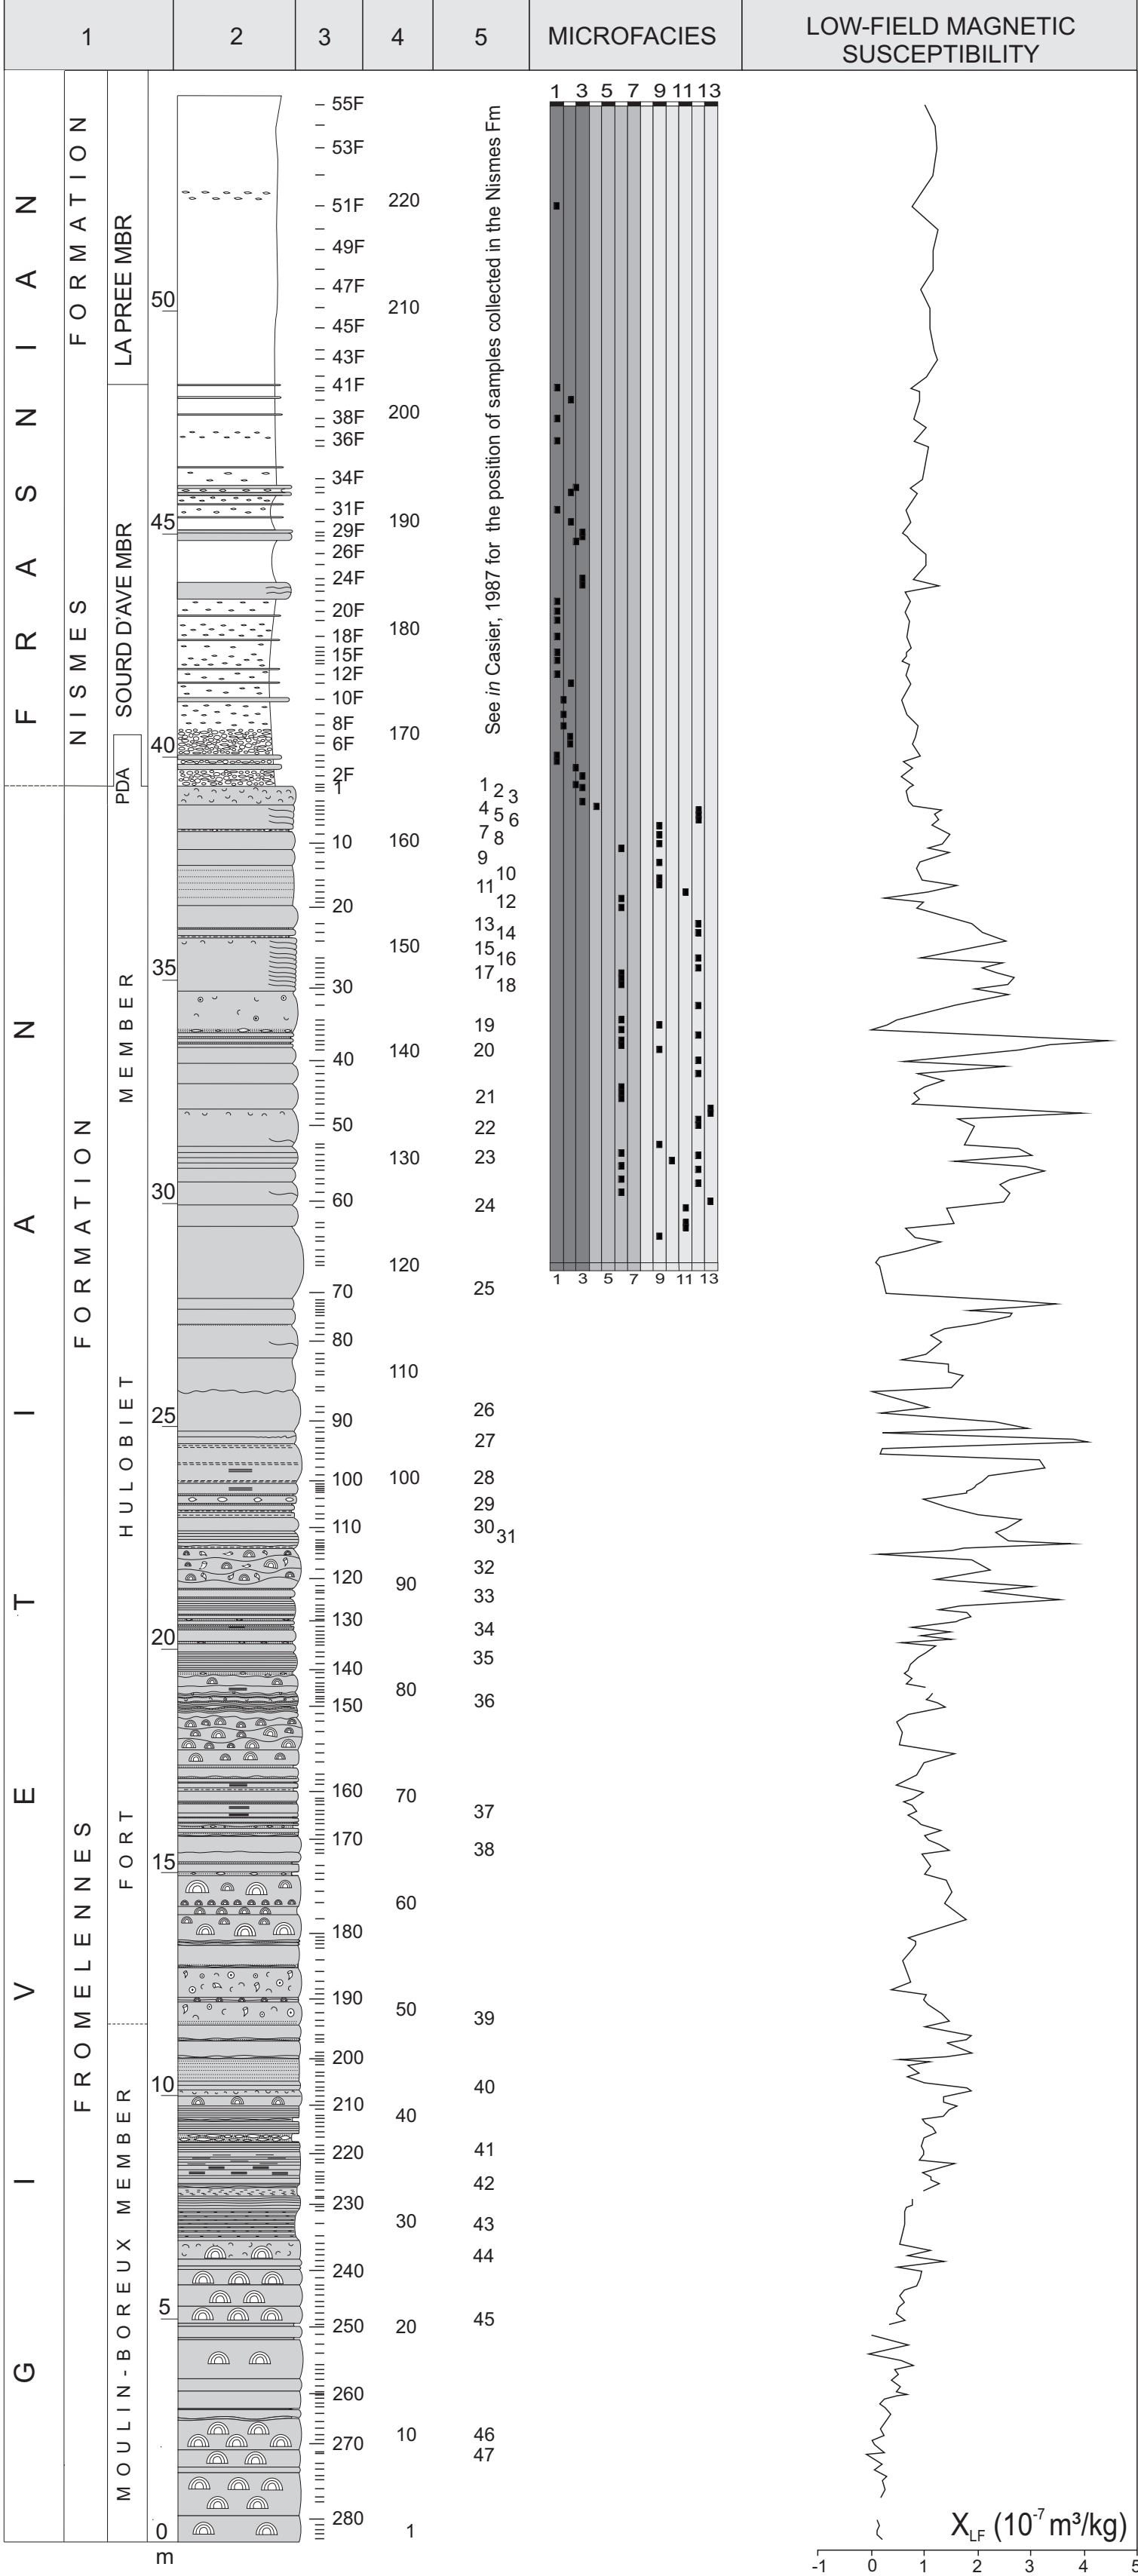 1 2 3 4 5 MICROFACIES LOW-FIELD MAGNETIC
SUSCEPTIBILITY
GIVETIAN
FRASNIAN
FROMELENNES FORMATION
NISMES FORMATION
MOULIN-BOREUX MEMBER
FORT HULOBIET MEMBER
PDA
SOURD D'AVE MBR
LA PREE MBR
50
45
40
35
30
25
20
15
10
5
0
m
55F
53F
51F
49F
47F
45F
43F
41F
38F
36F
34F
31F
29F
26F
24F
20F
18F
15F
12F
10F
8F
6F
2F
1
10
20
30
40
50
60
70
80
90
100
110
120
130
140
150
160
170
180
190
200
210
220
230
240
250
260
270
280
220
210
200
190
180
170
160
150
140
130
120
110
100
90
80
70
60
50
40
30
20
10
1
See in Casier, 1987 for the position of samples collected in the Nismes Fm
1 2 3
4 5 6
7 8
9
10
11
12
13
14
15
16
17
18
19
20
21
22
23
24
25
26
27
28
29
30
31
32
33
34
35
36
37
38
39
40
41
42
43
44
45
46
47
1 3 5 7 9 11 13
1 3 5 7 9 11 13
XLF (10-7 m³/kg)
-1 0 1 2 3 4 5